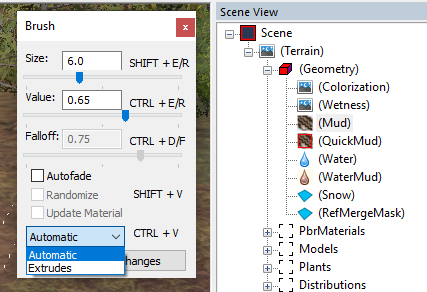 Brush
x
Size:
6.0
SHIFT + E/R
Value:
0.65
CTRL + E/R
Falloff:
0.75
CTRL + D/F
Autofade
Randomize
SHIFT + V
Update Material
Automatic
CTRL + V
Automatic
Extrudes
hanges
Scene View
Scene
(Terrain)
(Geometry)
(Colorization)
(Wetness)
(Mud)
(QuickMud)
(Water)
(WaterMud)
(Snow)
(RefMergeMask)
PbrMaterials
Models
Plants
Distributions